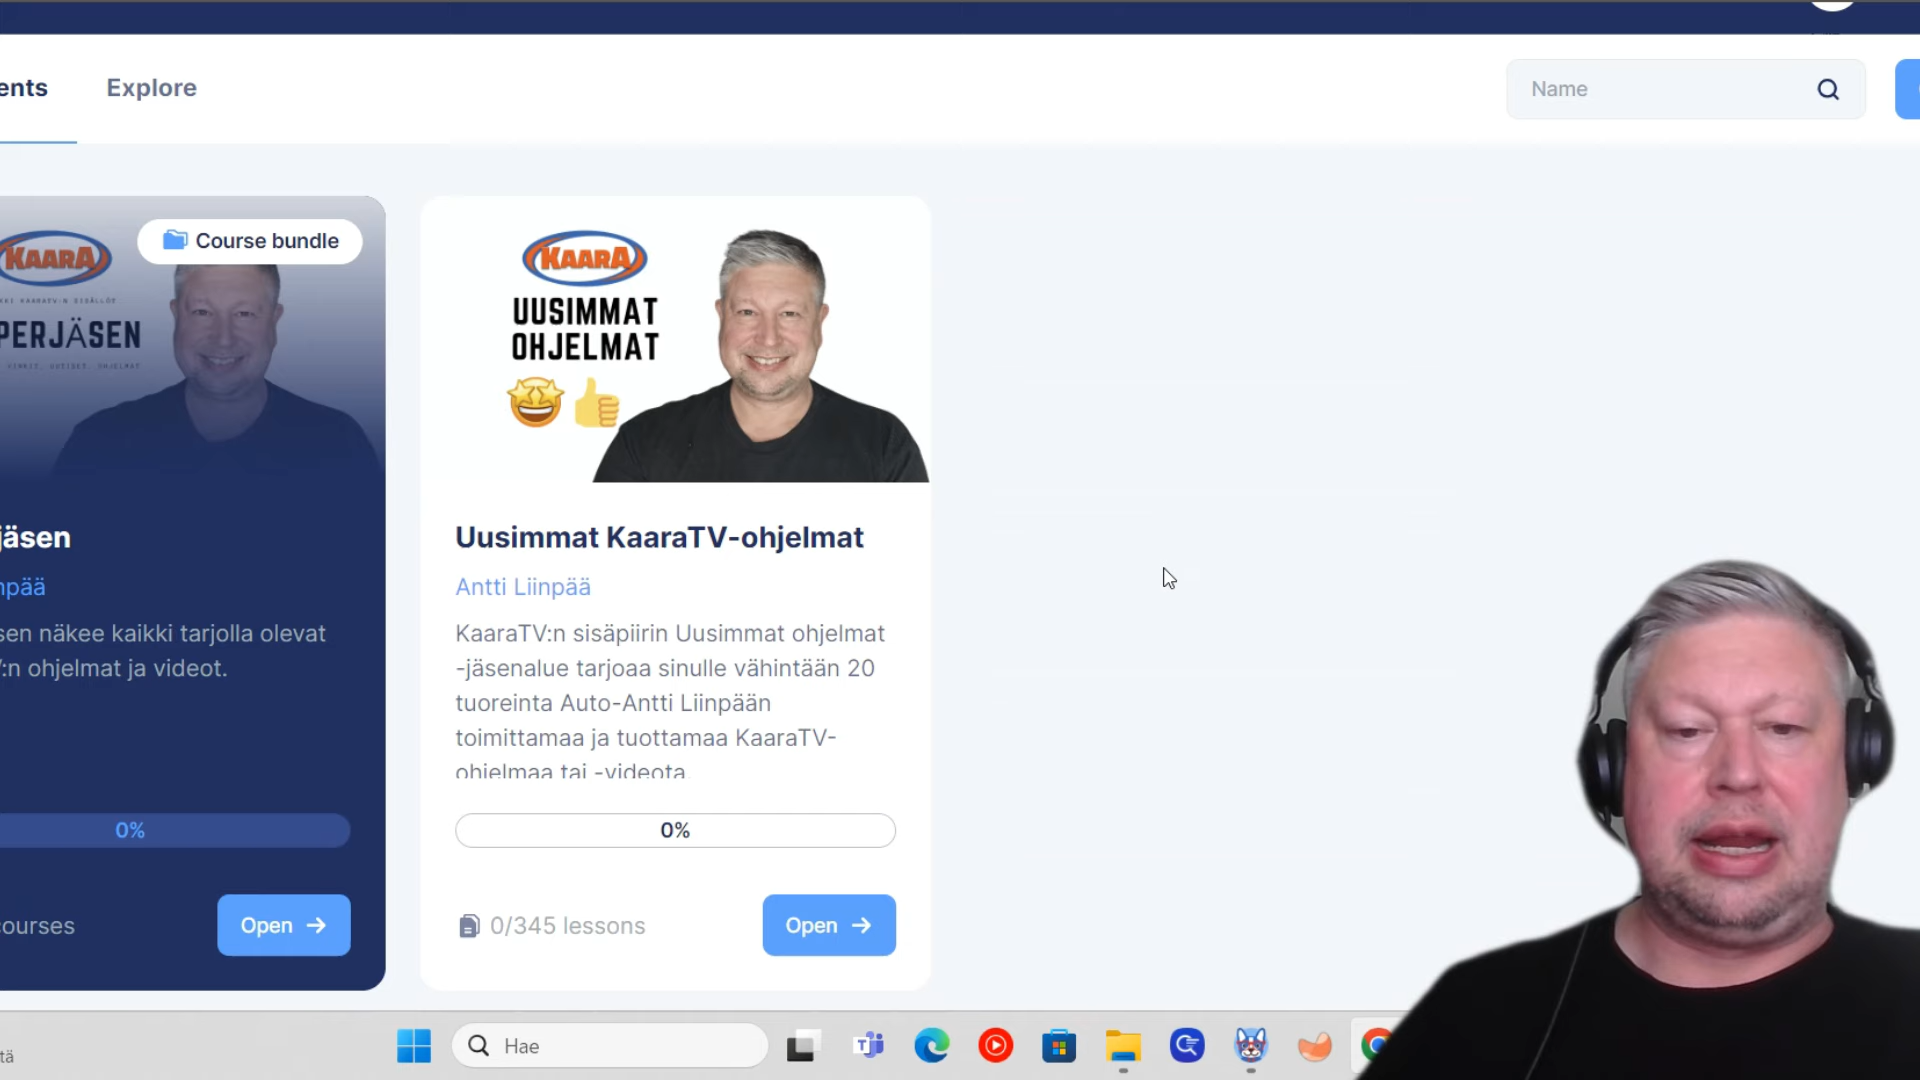 ents
Explore
Name
Course bundle
KAARA
PERJÄSEN
jäsen
npää
sen näkee kaikki tarjolla olevat
/:n ohjelmat ja videot.
0%
courses
Open
KAARA
UUSIMMAT
OHJELMAT
Uusimmat KaaraTV-ohjelmat
Antti Liinpää
KaaraTV:n sisäpiirin Uusimmat ohjelmat
-jäsenalue tarjoaa sinulle vähintään 20
tuoreinta Auto-Antti Liinpään
toimittamaa ja tuottamaa KaaraTV-
ohjelmaa tai -videota.
0%
0/345 lessons
Open
tä
Hae